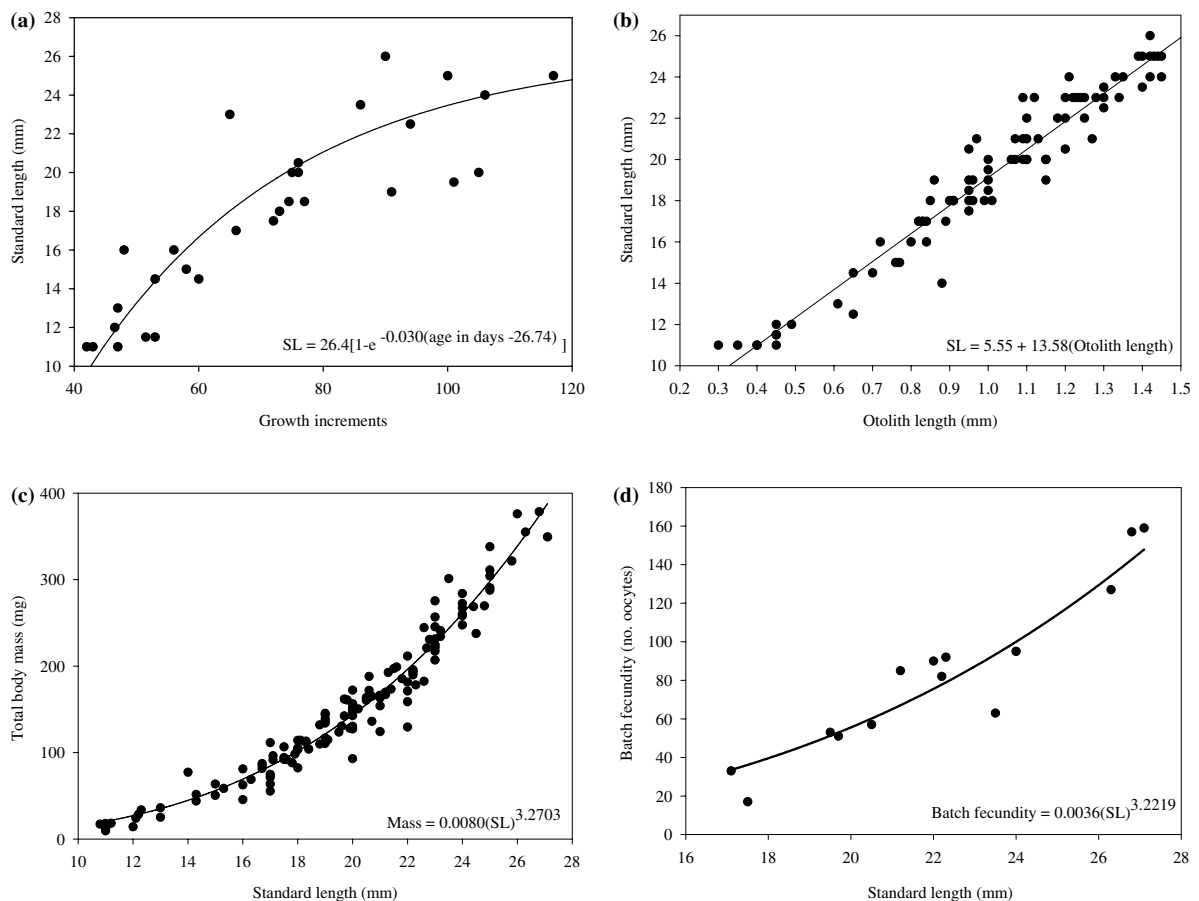 (a)
28
26
24
22
20
18
16
14
12
10
Standard length (mm)
SL = 26.4[1-e -0.030(age in days -26.74) ]
40 60 80 100 120
Growth increments
(b)
26
24
22
20
18
16
14
12
10
Standard length (mm)
SL = 5.55 + 13.58(Otolith length)
0.2 0.3 0.4 0.5 0.6 0.7 0.8 0.9 1.0 1.1 1.2 1.3 1.4 1.5
Otolith length (mm)
(c)
400
300
200
100
0
Total body mass (mg)
Mass = 0.0080(SL)3.2703
10 12 14 16 18 20 22 24 26 28
Standard length (mm)
(d)
180
160
140
120
100
80
60
40
20
0
Batch fecundity (no. oocytes)
Batch fecundity = 0.0036(SL)3.2219
16 18 20 22 24 26 28
Standard length (mm)